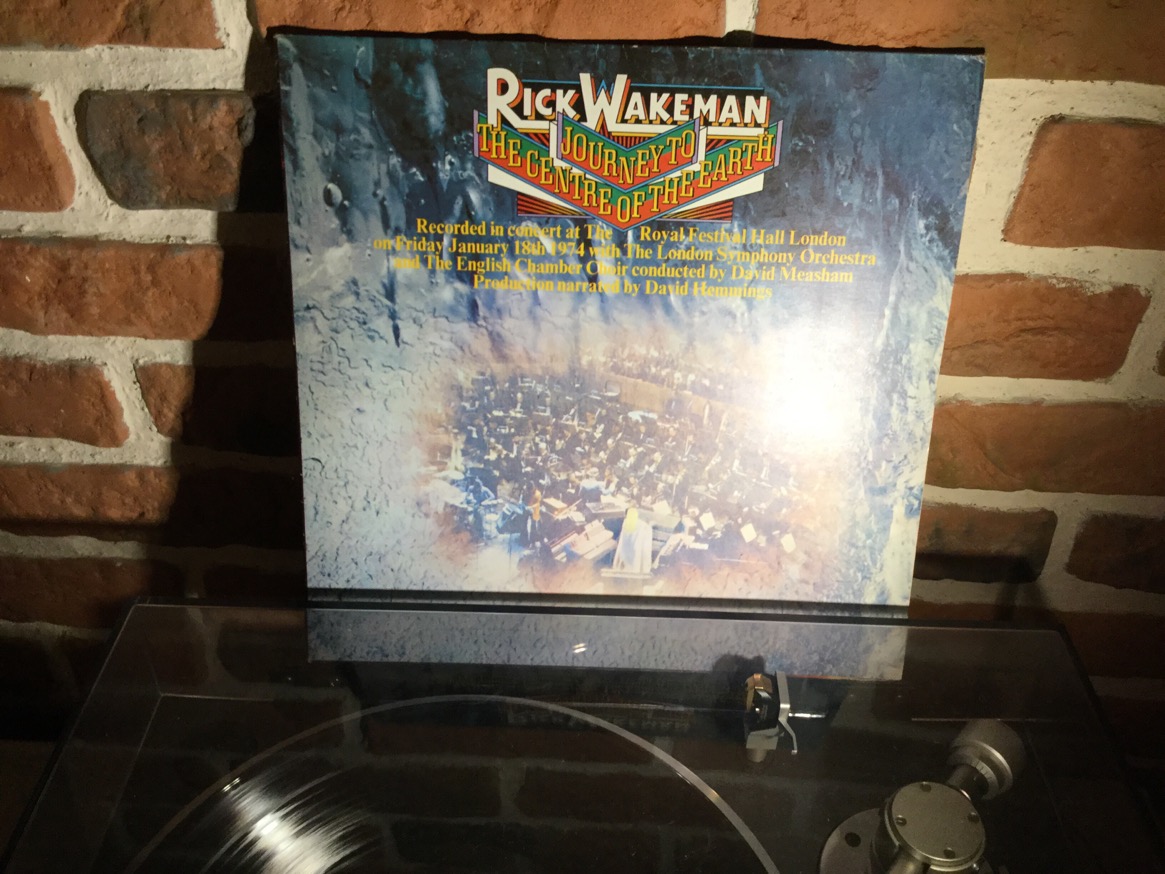 RICK WAKEMAN
JOURNEY TO
THE CENTRE OF THE EARTH
Recorded in concert at The Royal Festival Hall London
on Friday January 18th 1974 with The London Symphony Orchestra
and The English Chamber Choir conducted by David Measham
Production narrated by David Hemmings